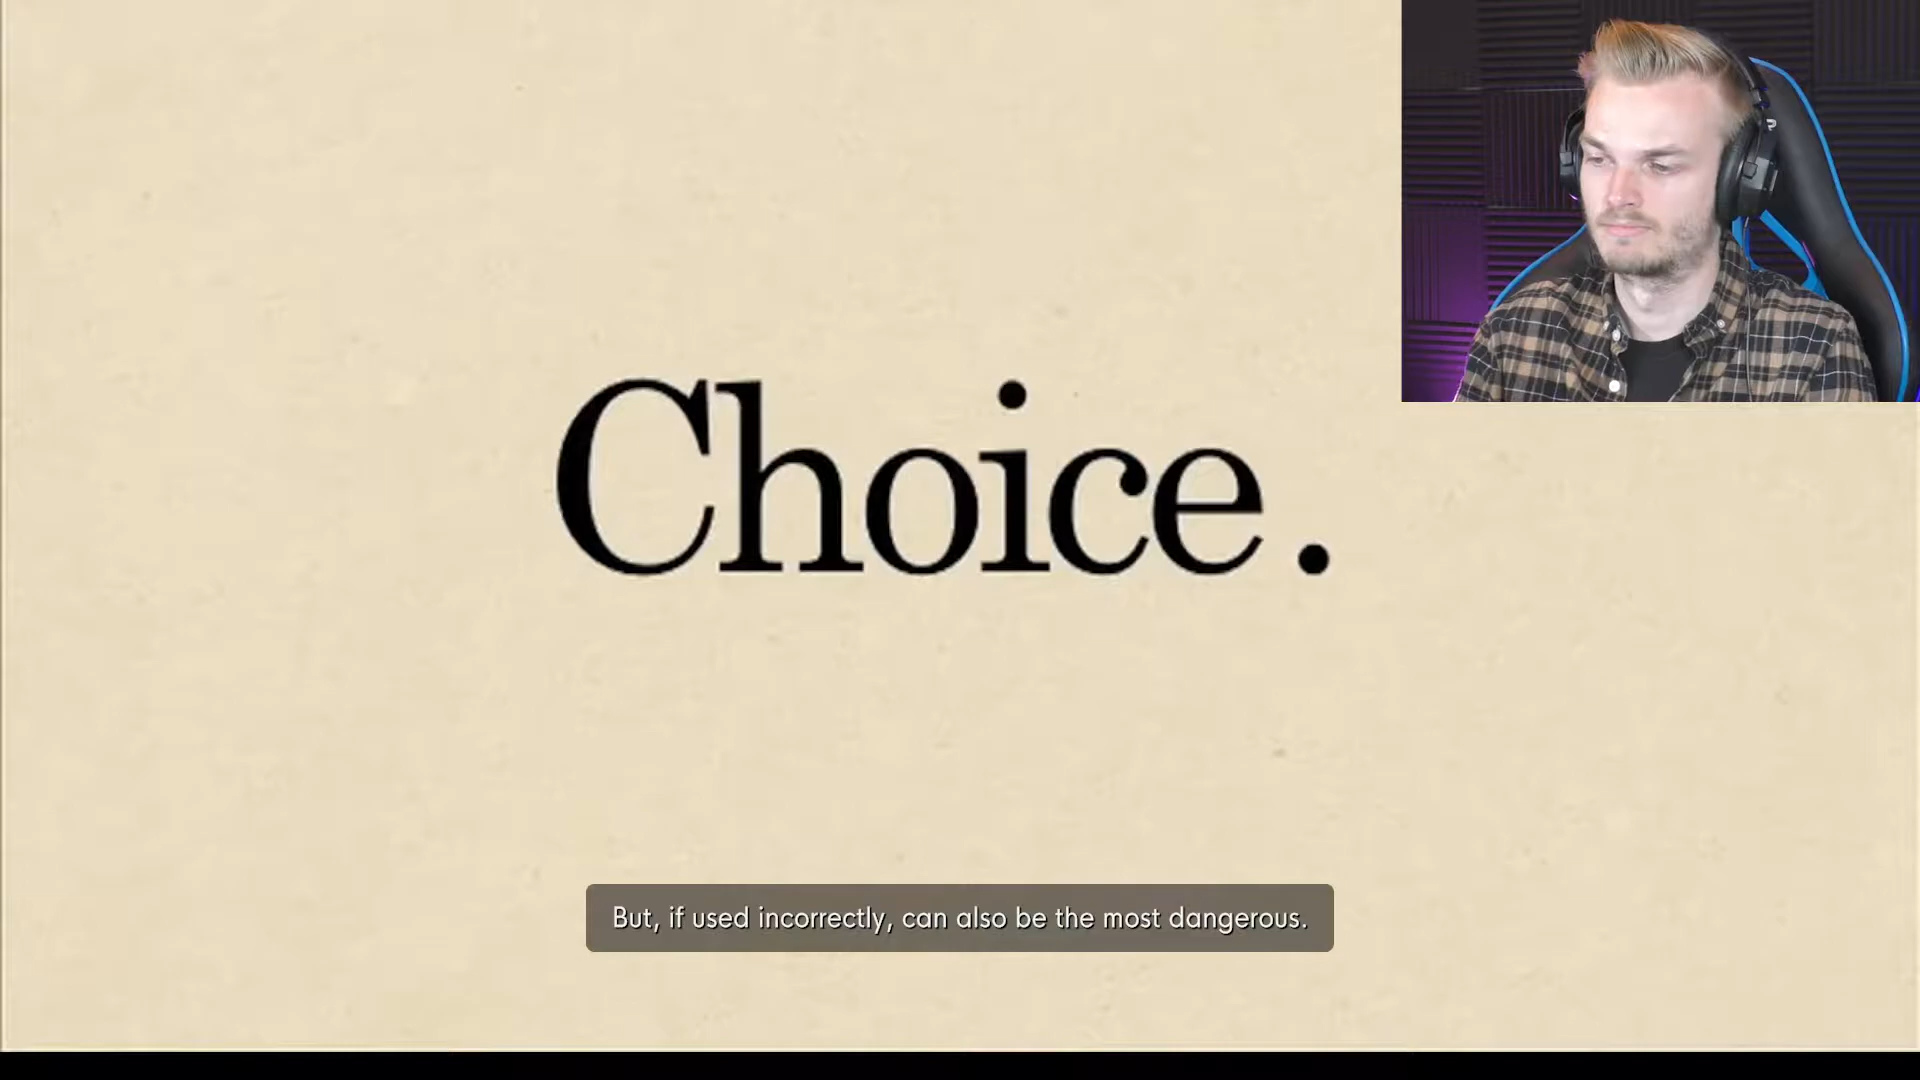 Choice.
But, if used incorrectly, can also be the most dangerous.